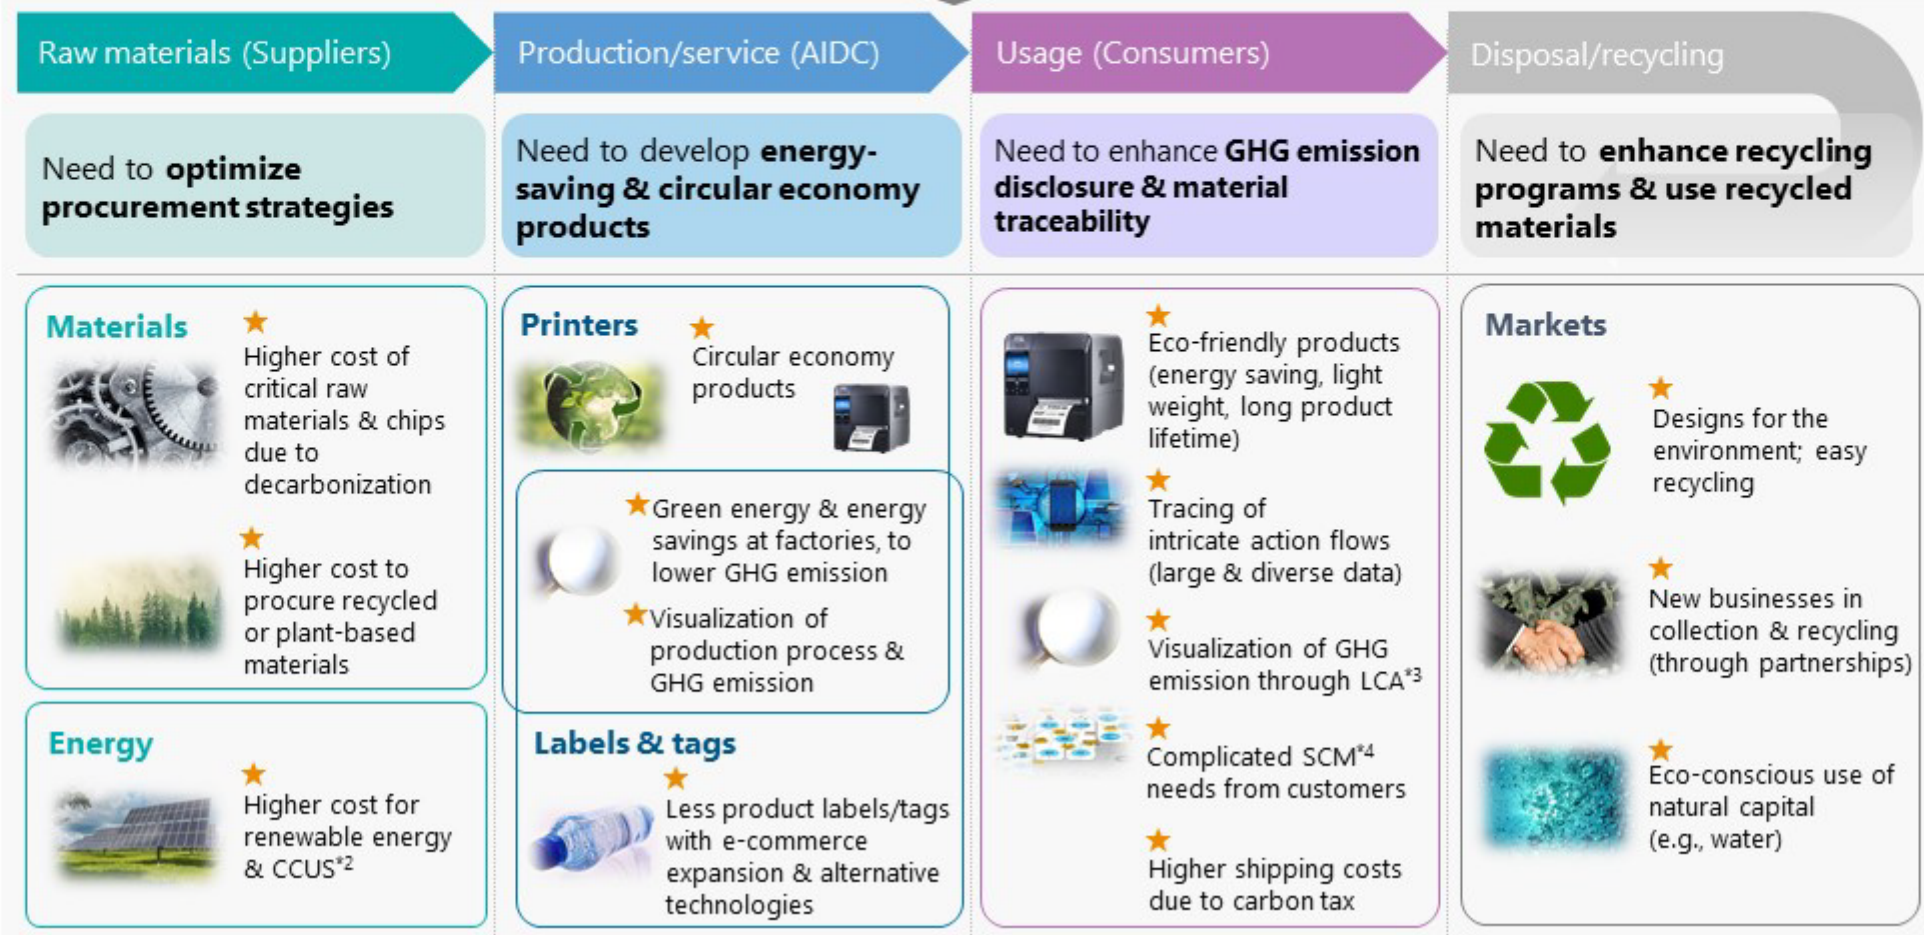 Raw materials (Suppliers)
Need to optimize
procurement strategies
Materials
Higher cost of
critical raw
materials & chips
due to
decarbonization
Higher cost to
procure recycled
or plant-based
materials
Energy
Higher cost for
renewable energy
& CCUS*2
Production/service (AIDC)
Need to develop energy-
saving & circular economy
products
Printers
Circular economy
products
Green energy & energy
savings at factories, to
lower GHG emission
Visualization of
production process &
GHG emission
Labels & tags
Less product labels/tags
with e-commerce
expansion & alternative
technologies
Usage (Consumers)
Need to enhance GHG emission
disclosure & material
traceability
Eco-friendly products
(energy saving, light
weight, long product
lifetime)
Tracing of
intricate action flows
(large & diverse data)
Visualization of GHG
emission through LCA*3
Complicated SCM*4
needs from customers
Higher shipping costs
due to carbon tax
Disposal/recycling
Need to enhance recycling
programs & use recycled
materials
Markets
Designs for the
environment; easy
recycling
New businesses in
collection & recycling
(through partnerships)
Eco-conscious use of
natural capital
(e.g., water)